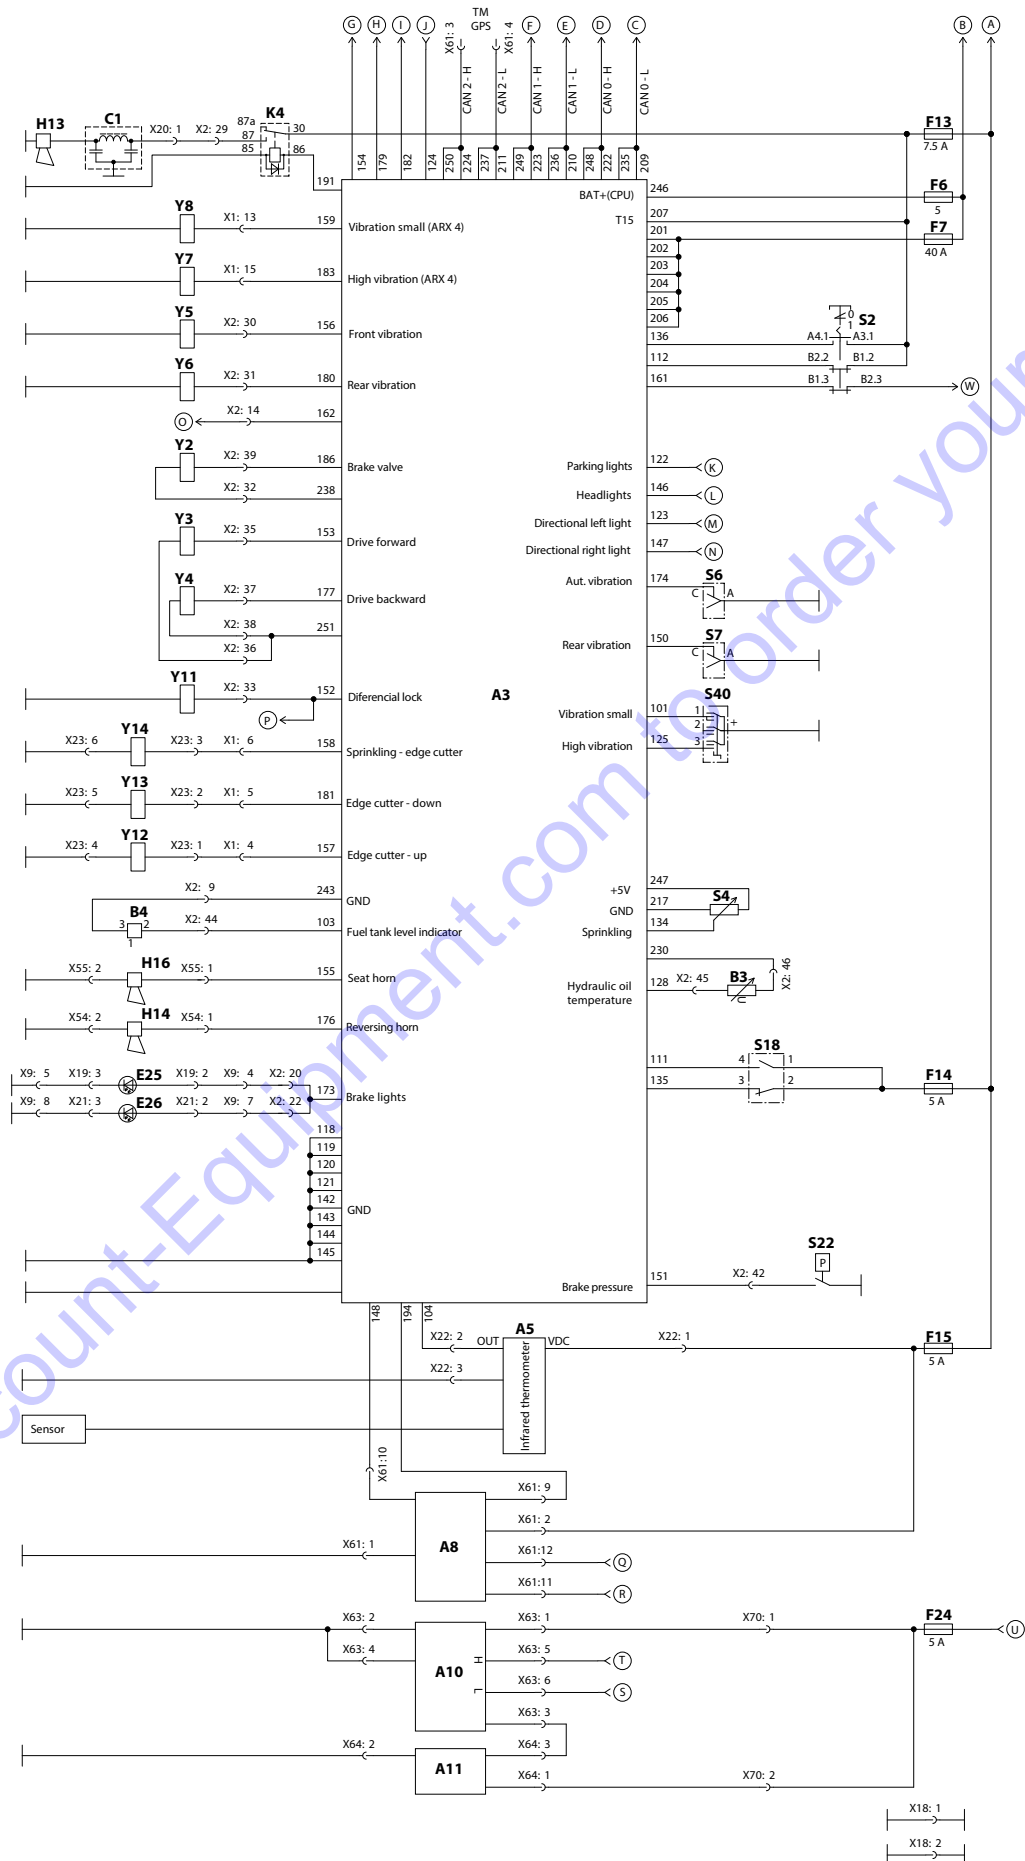 TM
GPS
G H I J X61: 3 X61: 4 F E D C B A
CAN 2 - H CAN 2 - L CAN 1 - H CAN 1 - L CAN 0 - H CAN 0 - L
H13 C1 X20: 1 X2: 29 K4 87a 87 85 30 86
F13
7.5 A
154 179 182 124 250 224 237 211 249 223 236 210 248 222 235 209
191
BAT+(CPU) 246 F6
5
Y8 X1: 13 159 Vibration small (ARX 4)
T15 207
201 F7
40 A
202
203
204
205
206
Y7 X1: 15 183 High vibration (ARX 4)
Y5 X2: 30 156 Front vibration
0 1 S2
136 A4.1 A3.1
112 B2.2 B1.2
161 B1.3 B2.3 W
Y6 X2: 31 180 Rear vibration
O X2: 14 162
Y2 X2: 39 186 Brake valve
X2: 32 238
Parking lights 122 K
Headlights 146 L
Directional left light 123 M
Directional right light 147 N
Y3 X2: 35 153 Drive forward
Y4 X2: 37 177 Drive backward
X2: 38 251
X2: 36
Aut. vibration 174 S6 C A
Rear vibration 150 S7 C A
A3
Y11 X2: 33 152 Diferencial lock
P
S40
Vibration small 101 1
2 +
High vibration 125 3
X23: 6 Y14 X23: 3 X1: 6 158 Sprinkling - edge cutter
X23: 5 Y13 X23: 2 X1: 5 181 Edge cutter - down
X23: 4 Y12 X23: 1 X1: 4 157 Edge cutter - up
X2: 9 243 GND
B4 3 2 1 X2: 44 103 Fuel tank level indicator
+5V 247
GND 217 S4
Sprinkling 134
230
Hydraulic oil
temperature 128 X2: 45 B3 X2: 46
X55: 2 H16 X55: 1 155 Seat horn
X54: 2 H14 X54: 1 176 Reversing horn
S18
111 4 1
135 3 2 F14
5 A
X9: 5 X19: 3 E25 X19: 2 X9: 4 X2: 20
173 Brake lights
X9: 8 X21: 3 E26 X21: 2 X9: 7 X2: 22
118
119
120
121
142
GND
143
144
145
S22
P
Brake pressure 151 X2: 42
148 194 104
X22: 2 OUT A5 VDC X22: 1 F15
5 A
Infrared thermometer
X22: 3
Sensor
X61:10
X61: 9
X61: 2
X61: 1 A8 X61:12 Q
X61:11 R
X63: 2 X63: 1 X70: 1 F24
5 A U
X63: 4 A10 H X63: 5 T
L X63: 6 S
X63: 3
X64: 2 A11 X64: 3
X64: 1 X70: 2
X18: 1
X18: 2
count-Equipment.com to order your